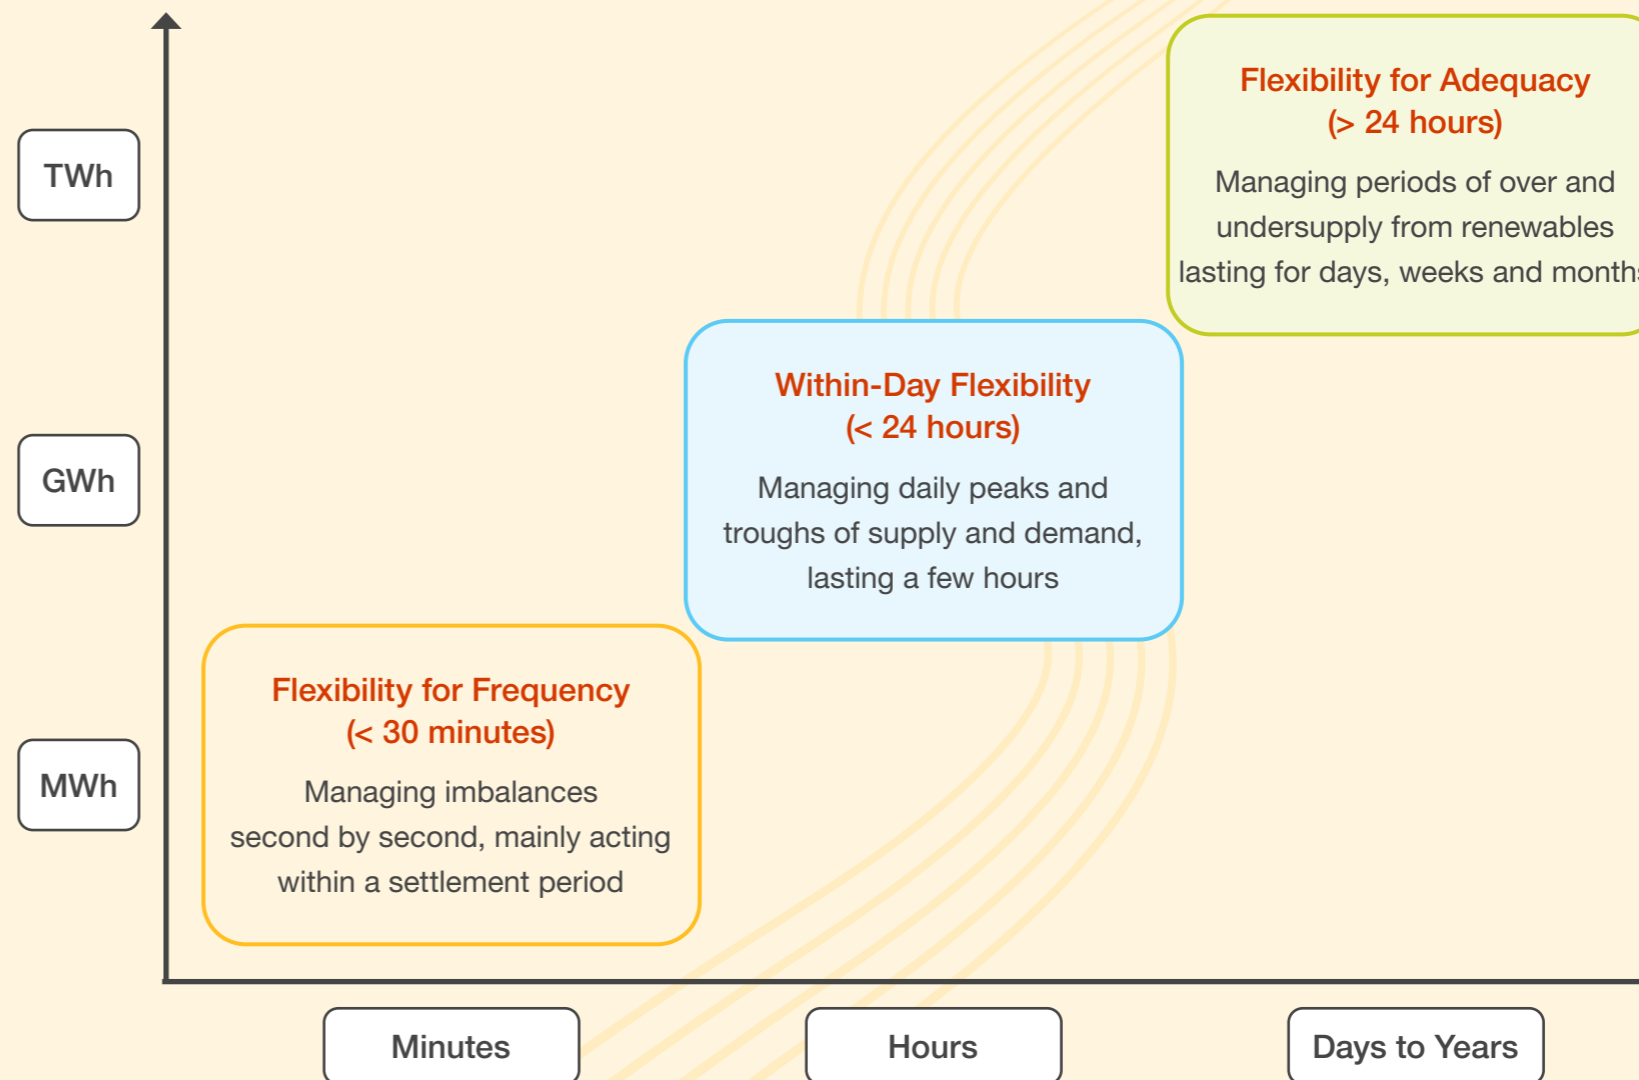 Flexibility for Adequacy
(> 24 hours)
Managing periods of over and
undersupply from renewables
lasting for days, weeks and months
TWh
Within-Day Flexibility
(< 24 hours)
Managing daily peaks and
troughs of supply and demand,
lasting a few hours
GWh
Flexibility for Frequency
(< 30 minutes)
Managing imbalances
second by second, mainly acting
within a settlement period
MWh
Minutes
Hours
Days to Years